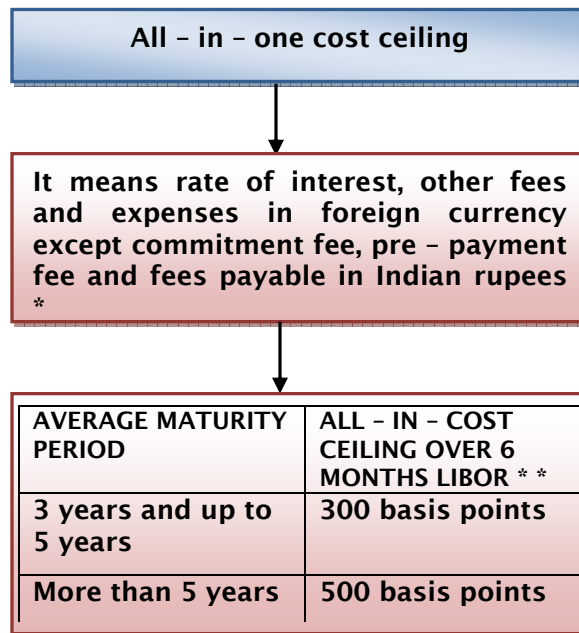 All – in – one cost ceiling
It means rate of interest, other fees
and expenses in foreign currency
except commitment fee, pre – payment
fee and fees payable in Indian rupees
*
AVERAGE MATURITY PERIOD
ALL – IN – COST CEILING OVER 6 MONTHS LIBOR * *
3 years and up to 5 years
300 basis points
More than 5 years
500 basis points